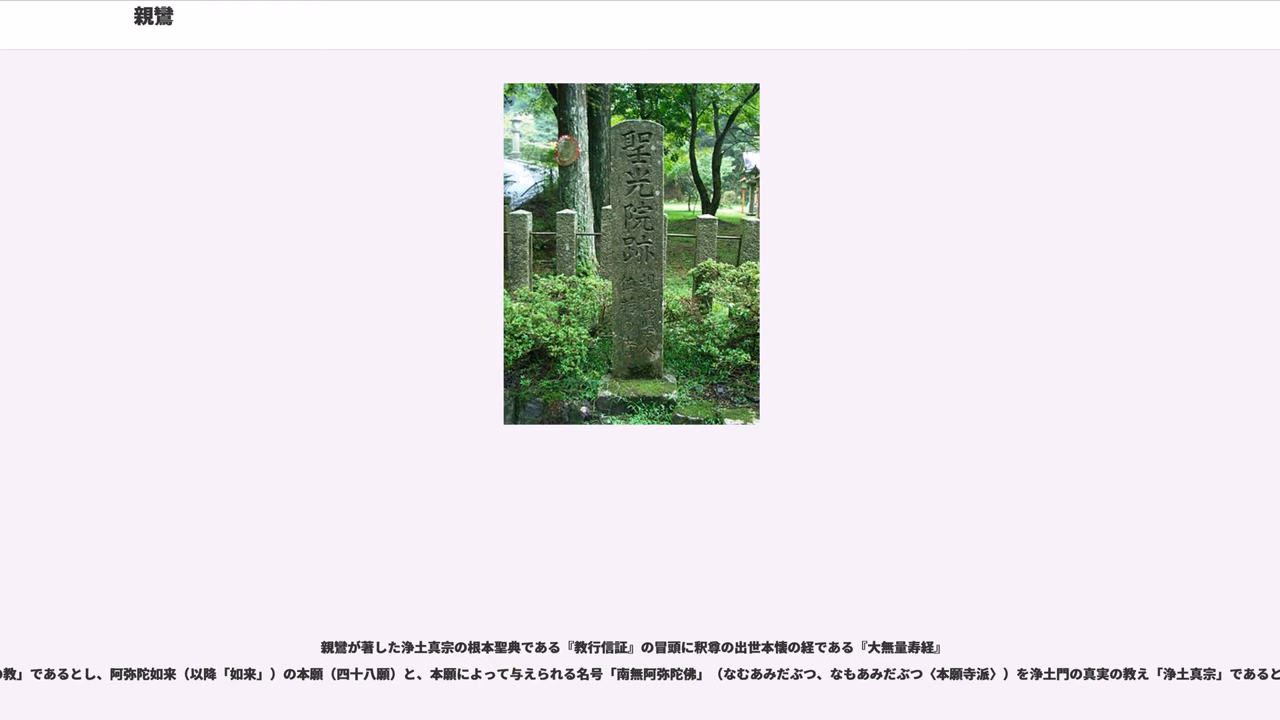 親鸞
聖光院跡
親鸞が著した浄土真宗の根本聖典である『教行信証』の冒頭に釈尊の出世本懐の経である『大無量寿経』
教」であるとし、阿弥陀如来（以降「如来」）の本願（四十八願）と、本願によって与えられる名号「南無阿弥陀佛」（なむあみだぶつ、なもあみだぶつ〈本願寺派〉）を浄土門の真実の教え「浄土真宗」であると